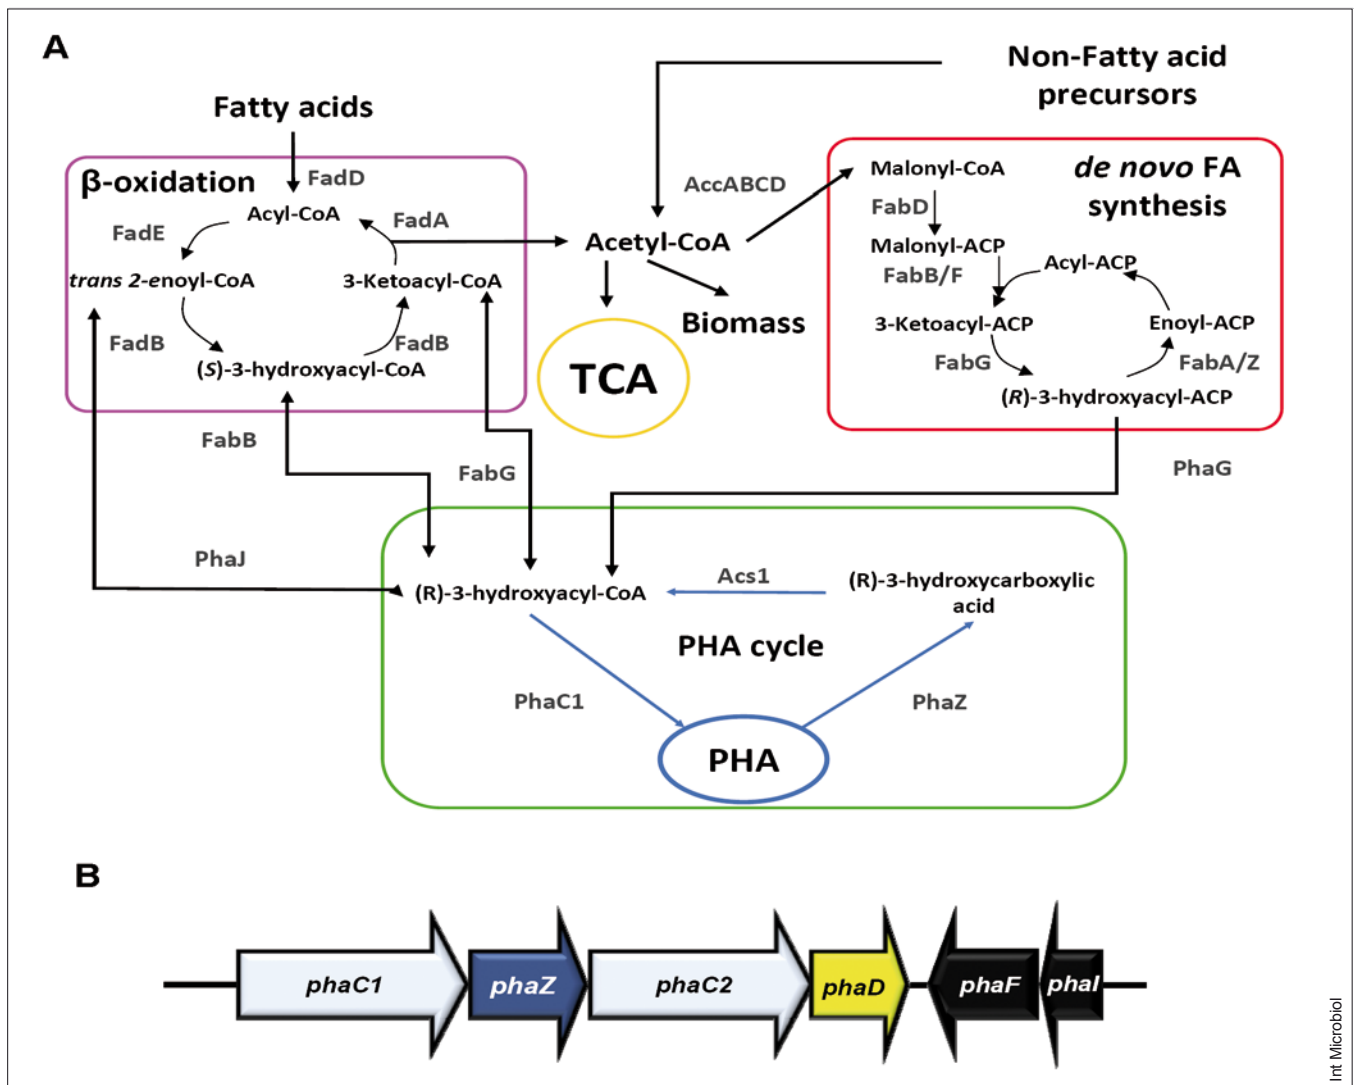 A
Non-Fatty acid
precursors
Fatty acids
β-oxidation
FadD
Acyl-CoA
FadA
FadE
trans 2-enoyl-CoA
3-Ketoacyl-CoA
FadB
FadB
(S)-3-hydroxyacyl-CoA
AccABCD
Acetyl-CoA
Biomass
TCA
de novo FA
synthesis
Malonyl-CoA
FabD
Malonyl-ACP
FabB/F
Acyl-ACP
3-Ketoacyl-ACP
Enoyl-ACP
FabG
FabA/Z
(R)-3-hydroxyacyl-ACP
FabB
FabG
PhaG
PhaJ
(R)-3-hydroxyacyl-CoA
Acs1
(R)-3-hydroxycarboxylic
acid
PHA cycle
PhaC1
PhaZ
PHA
B
phaC1
phaZ
phaC2
phaD
phaF
phaI
Int Microbiol